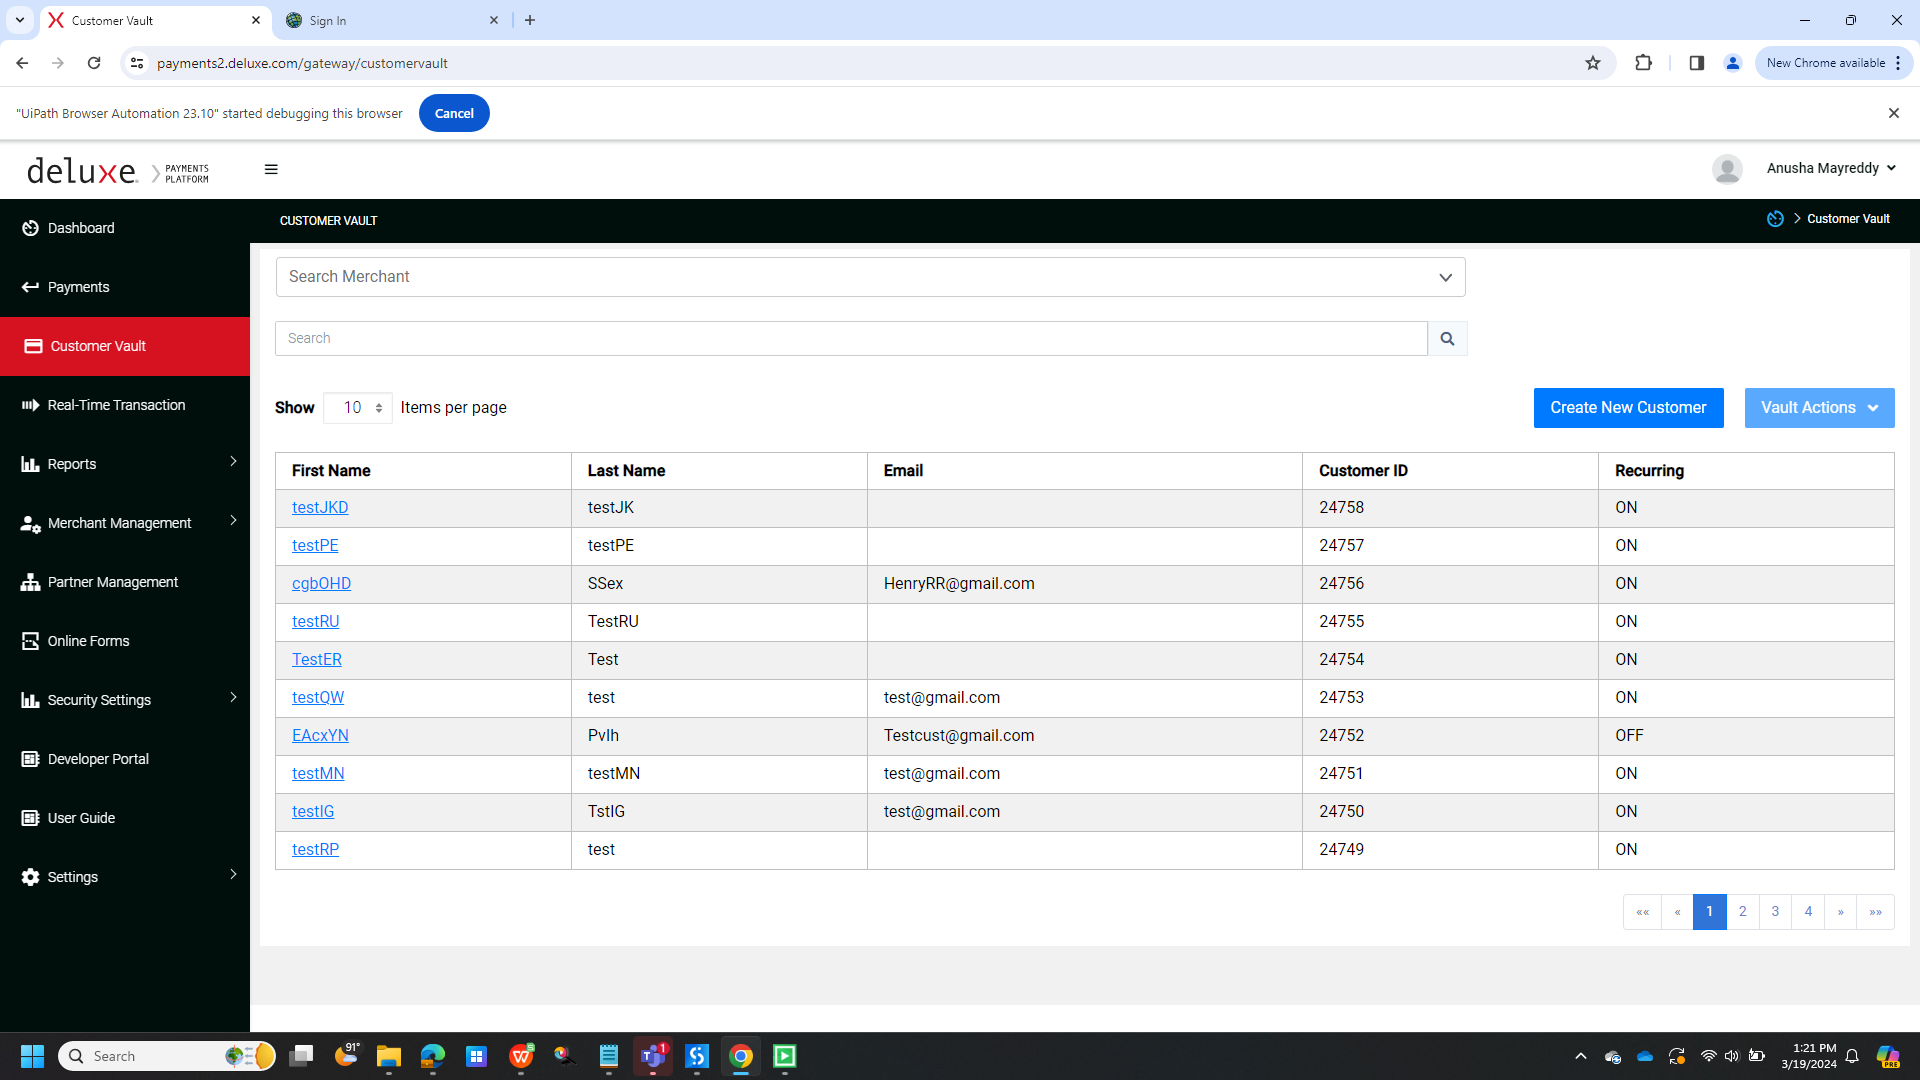 Customer Vault
Sign In
payments2.deluxe.com/gateway/customervault
New Chrome available
"UiPath Browser Automation 23.10" started debugging this browser
Cancel
deluxe. PAYMENTS PLATFORM
Anusha Mayreddy
Dashboard
CUSTOMER VAULT
Customer Vault
Payments
Customer Vault
Real-Time Transaction
Reports
Merchant Management
Partner Management
Online Forms
Security Settings
Developer Portal
User Guide
Settings
Search Merchant
Search
Show 10 Items per page
Create New Customer
Vault Actions
First Name Last Name Email Customer ID Recurring
testJKD testJK 24758 ON
testPE testPE 24757 ON
cgbOHD SSex HenryRR@gmail.com 24756 ON
testRU TestRU 24755 ON
TestER Test 24754 ON
testQW test test@gmail.com 24753 ON
EAcxYN PvIh Testcust@gmail.com 24752 OFF
testMN testMN test@gmail.com 24751 ON
testIG TstIG test@gmail.com 24750 ON
testRP test 24749 ON
«« « 1 2 3 4 » »»
Search
91°
1
1:21 PM
3/19/2024
PRE